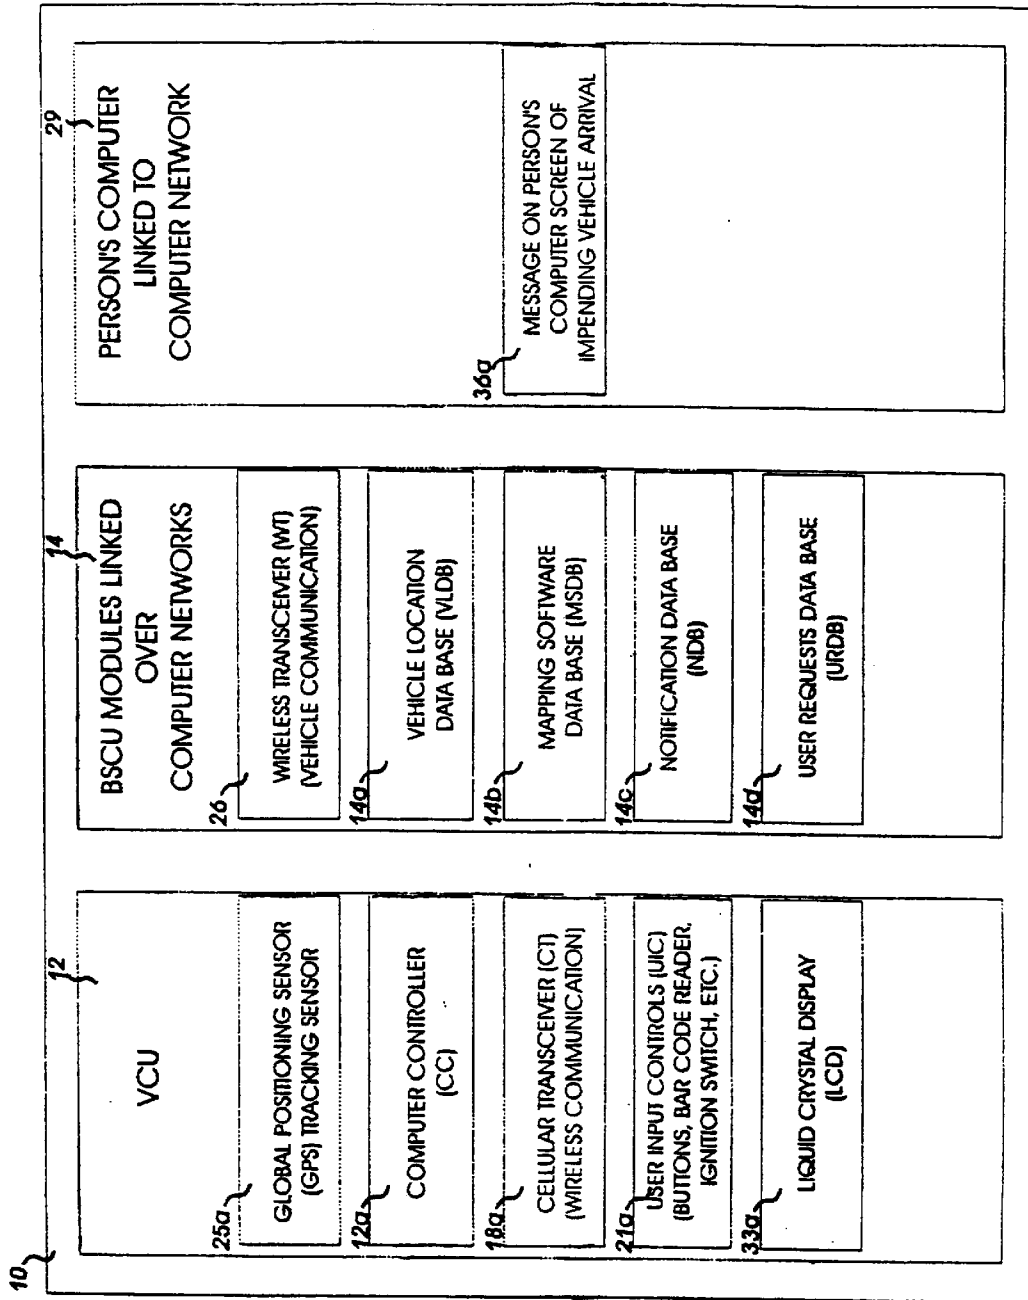 10
12
VCU
25a
GLOBAL POSITIONING SENSOR
(GPS) TRACKING SENSOR
12a
COMPUTER CONTROLLER
(CC)
18a
CELLULAR TRANSCEIVER (CT)
(WIRELESS COMMUNICATION)
21a
USER INPUT CONTROLS (UIC)
(BUTTONS, BAR CODE READER,
IGNITION SWITCH, ETC.)
33a
LIQUID CRYSTAL DISPLAY
(LCD)
14
BSCU MODULES LINKED
OVER
COMPUTER NETWORKS
26
WIRELESS TRANSCEIVER (WT)
(VEHICLE COMMUNICATION)
14a
VEHICLE LOCATION
DATA BASE (VLDB)
14b
MAPPING SOFTWARE
DATA BASE (MSDB)
14c
NOTIFICATION DATA BASE
(NDB)
14d
USER REQUESTS DATA BASE
(URDB)
29
PERSON'S COMPUTER
LINKED TO
COMPUTER NETWORK
36a
MESSAGE ON PERSON'S
COMPUTER SCREEN OF
IMPENDING VEHICLE ARRIVAL